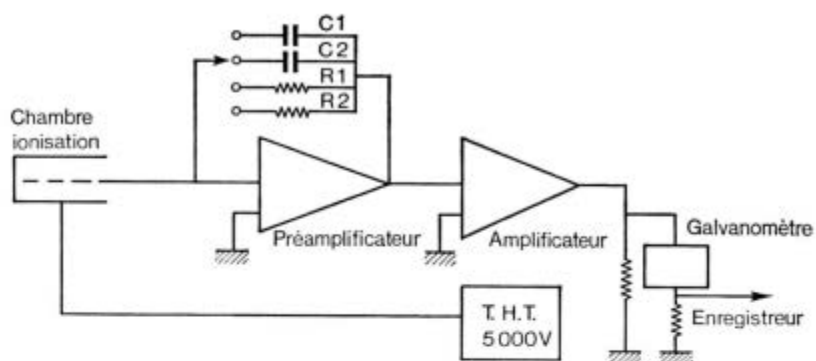 C1
C2
R1
R2
Chambre
ionisation
Préamplificateur
Amplificateur
Galvanomètre
Enregistreur
T. H.T.
5000V